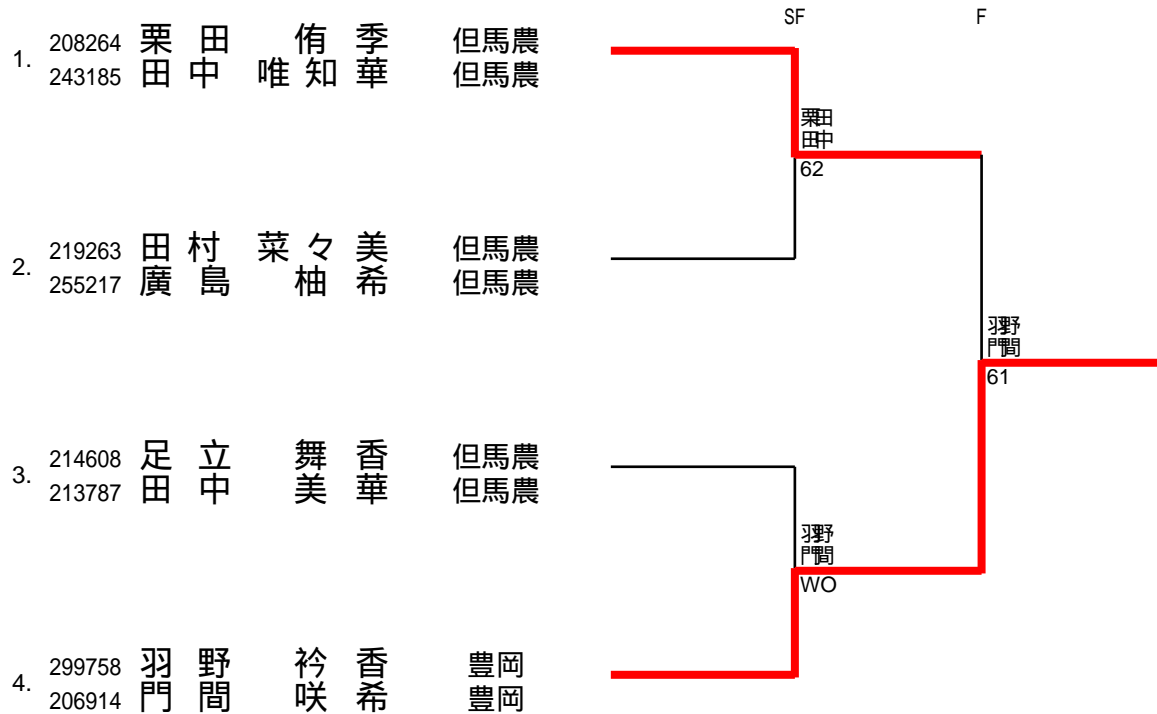 SF F
1. 208264 栗田 侑季 但馬農
243185 田中 唯知華 但馬農
栗田
田中
62
2. 219263 田村 菜々美 但馬農
255217 廣島 柚希 但馬農
羽野
門間
61
3. 214608 足立 舞香 但馬農
213787 田中 美華 但馬農
羽野
門間
WO
4. 299758 羽野 衿香 豊岡
206914 門間 咲希 豊岡